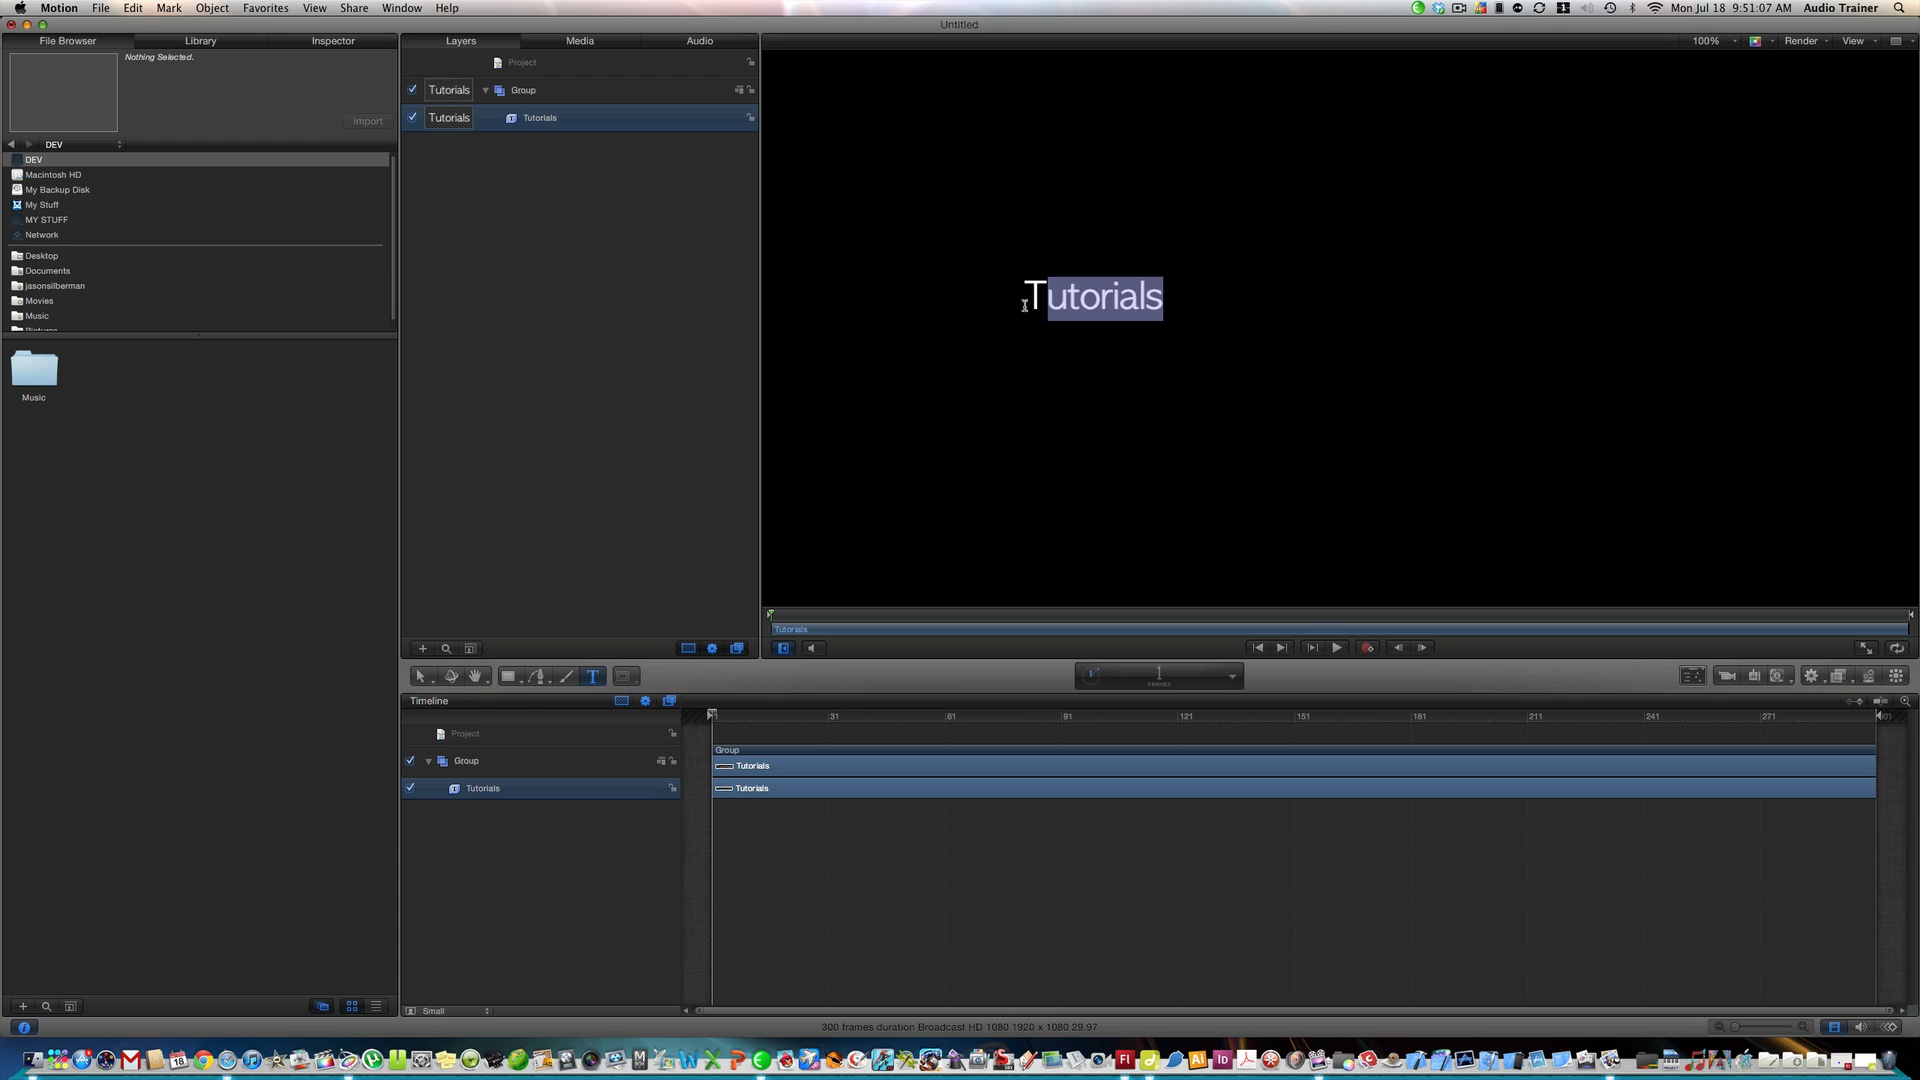 Motion File Edit Mark Object Favorites View Share Window Help
Mon Jul 18 9:51:07 AM Audio Trainer
Untitled
File Browser Library Inspector
Nothing Selected.
Import
DEV
DEV
Macintosh HD
My Backup Disk
My Stuff
MY STUFF
Network
Desktop
Documents
jasonsilberman
Movies
Music
Pictures
Music
Layers Media Audio
Project
Tutorials Group
Tutorials Tutorials
100% Render View
Tutorials
Tutorials
1
FRAMES
Timeline
1 31 61 91 121 151 181 211 241 271
Project
Group
Tutorials
Group
Tutorials
Tutorials
Small
300 frames duration Broadcast HD 1080 1920 x 1080 29.97